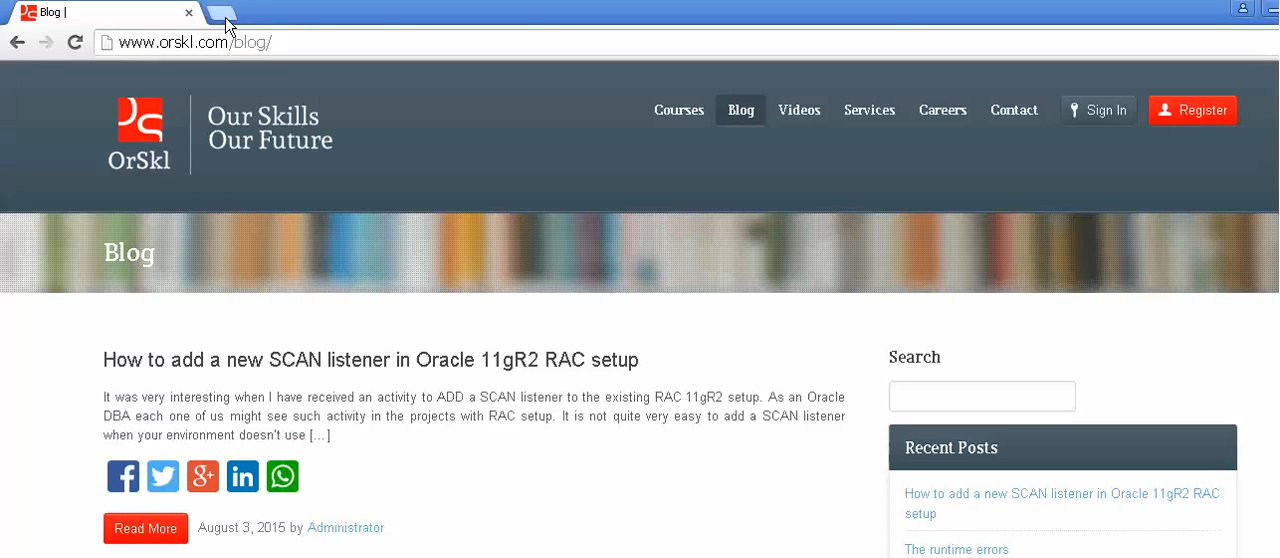 Blog |
www.orskl.com/blog/
OrSkl
Our Skills
Our Future
Courses Blog Videos Services Careers Contact Sign In Register
Blog
How to add a new SCAN listener in Oracle 11gR2 RAC setup
It was very interesting when I have received an activity to ADD a SCAN listener to the existing RAC 11gR2 setup. As an Oracle
DBA each one of us might see such activity in the projects with RAC setup. It is not quite very easy to add a SCAN listener
when your environment doesn't use [...]
Read More August 3, 2015 by Administrator
Search
Recent Posts
How to add a new SCAN listener in Oracle 11gR2 RAC
setup
The runtime errors